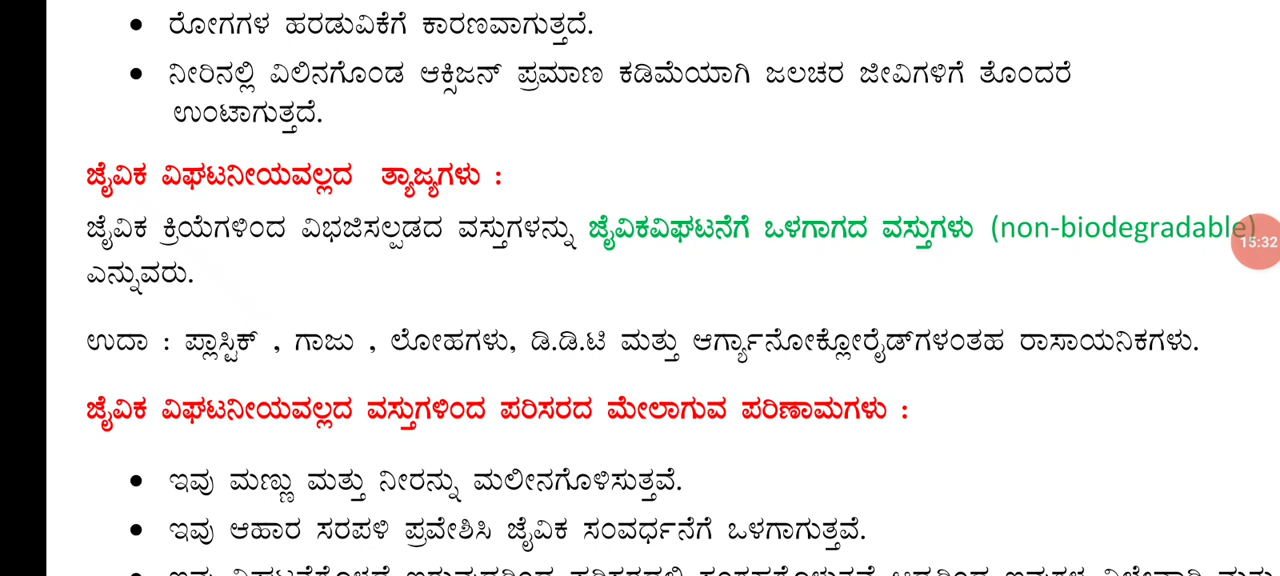 • ರೋಗಗಳ ಹರಡುವಿಕೆಗೆ ಕಾರಣವಾಗುತ್ತದೆ.
• ನೀರಿನಲ್ಲಿ ವಿಲಿನಗೊಂಡ ಆಕ್ಸಿಜನ್ ಪ್ರಮಾಣ ಕಡಿಮೆಯಾಗಿ ಜಲಚರ ಜೀವಿಗಳಿಗೆ ತೊಂದರೆ
ಉಂಟಾಗುತ್ತದೆ.
ಜೈವಿಕ ವಿಘಟನೀಯವಲ್ಲದ ತ್ಯಾಜ್ಯಗಳು :
ಜೈವಿಕ ಕ್ರಿಯೆಗಳಿಂದ ವಿಭಜಿಸಲ್ಪಡದ ವಸ್ತುಗಳನ್ನು ಜೈವಿಕವಿಘಟನೆಗೆ ಒಳಗಾಗದ ವಸ್ತುಗಳು (non-biodegradable)
15:32
ಎನ್ನುವರು.
ಉದಾ : ಪ್ಲಾಸ್ಟಿಕ್ , ಗಾಜು , ಲೋಹಗಳು, ಡಿ.ಡಿ.ಟಿ ಮತ್ತು ಆರ್ಗ್ಯಾನೋಕ್ಲೋರೈಡ್‌ಗಳಂತಹ ರಾಸಾಯನಿಕಗಳು.
ಜೈವಿಕ ವಿಘಟನೀಯವಲ್ಲದ ವಸ್ತುಗಳಿಂದ ಪರಿಸರದ ಮೇಲಾಗುವ ಪರಿಣಾಮಗಳು :
• ಇವು ಮಣ್ಣು ಮತ್ತು ನೀರನ್ನು ಮಲೀನಗೊಳಿಸುತ್ತವೆ.
• ಇವು ಆಹಾರ ಸರಪಳಿ ಪ್ರವೇಶಿಸಿ ಜೈವಿಕ ಸಂವರ್ಧನೆಗೆ ಒಳಗಾಗುತ್ತವೆ.